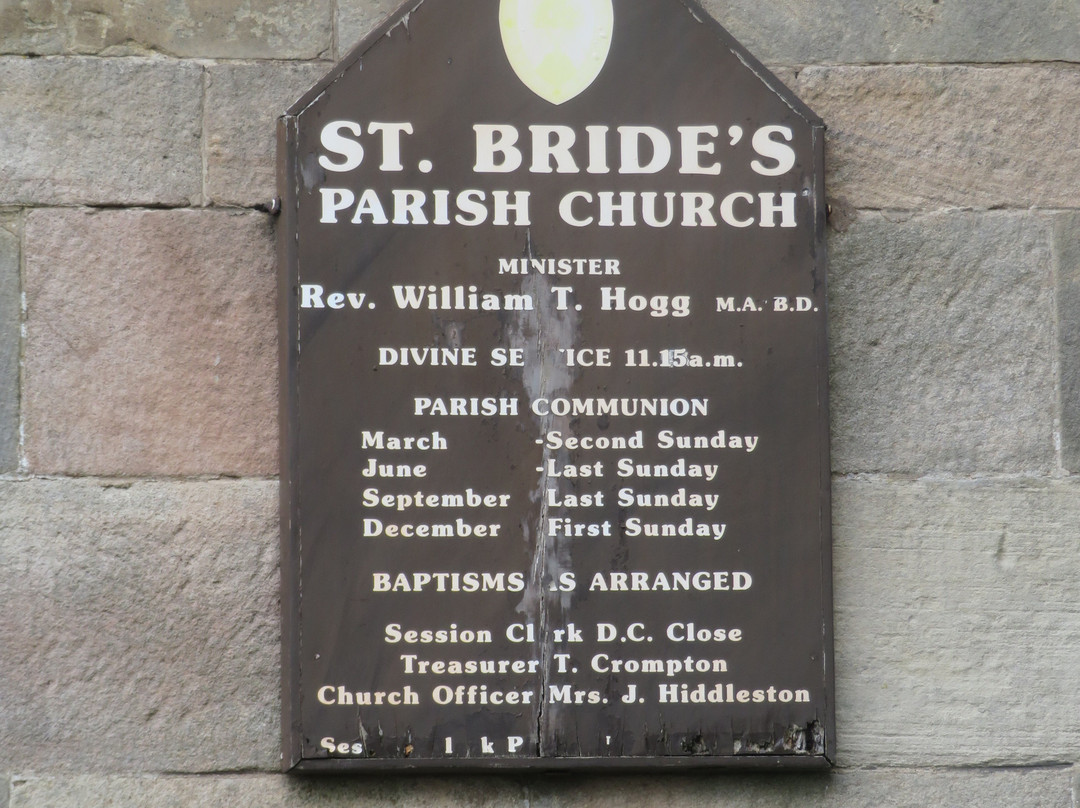 ST. BRIDE'S
PARISH CHURCH
MINISTER
Rev. William T. Hogg M.A. B.D.
DIVINE SE VICE 11.15a.m.
PARISH COMMUNION
March -Second Sunday
June -Last Sunday
September Last Sunday
December First Sunday
BAPTISMS AS ARRANGED
Session Cl rk D.C. Close
Treasurer T. Crompton
Church Officer Mrs. J. Hiddleston